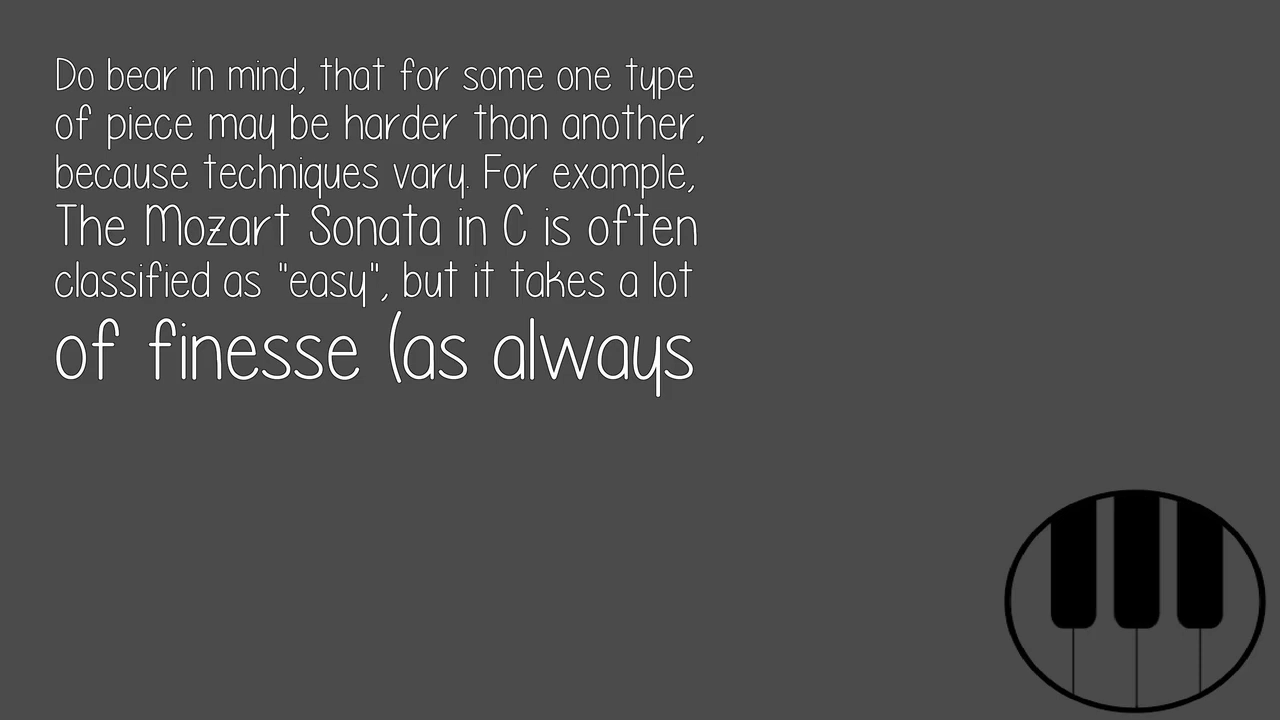 Do bear in mind, that for some one type
of piece may be harder than another,
because techniques vary. For example,
The Mozart Sonata in C is often
classified as "easy", but it takes a lot
of finesse (as always